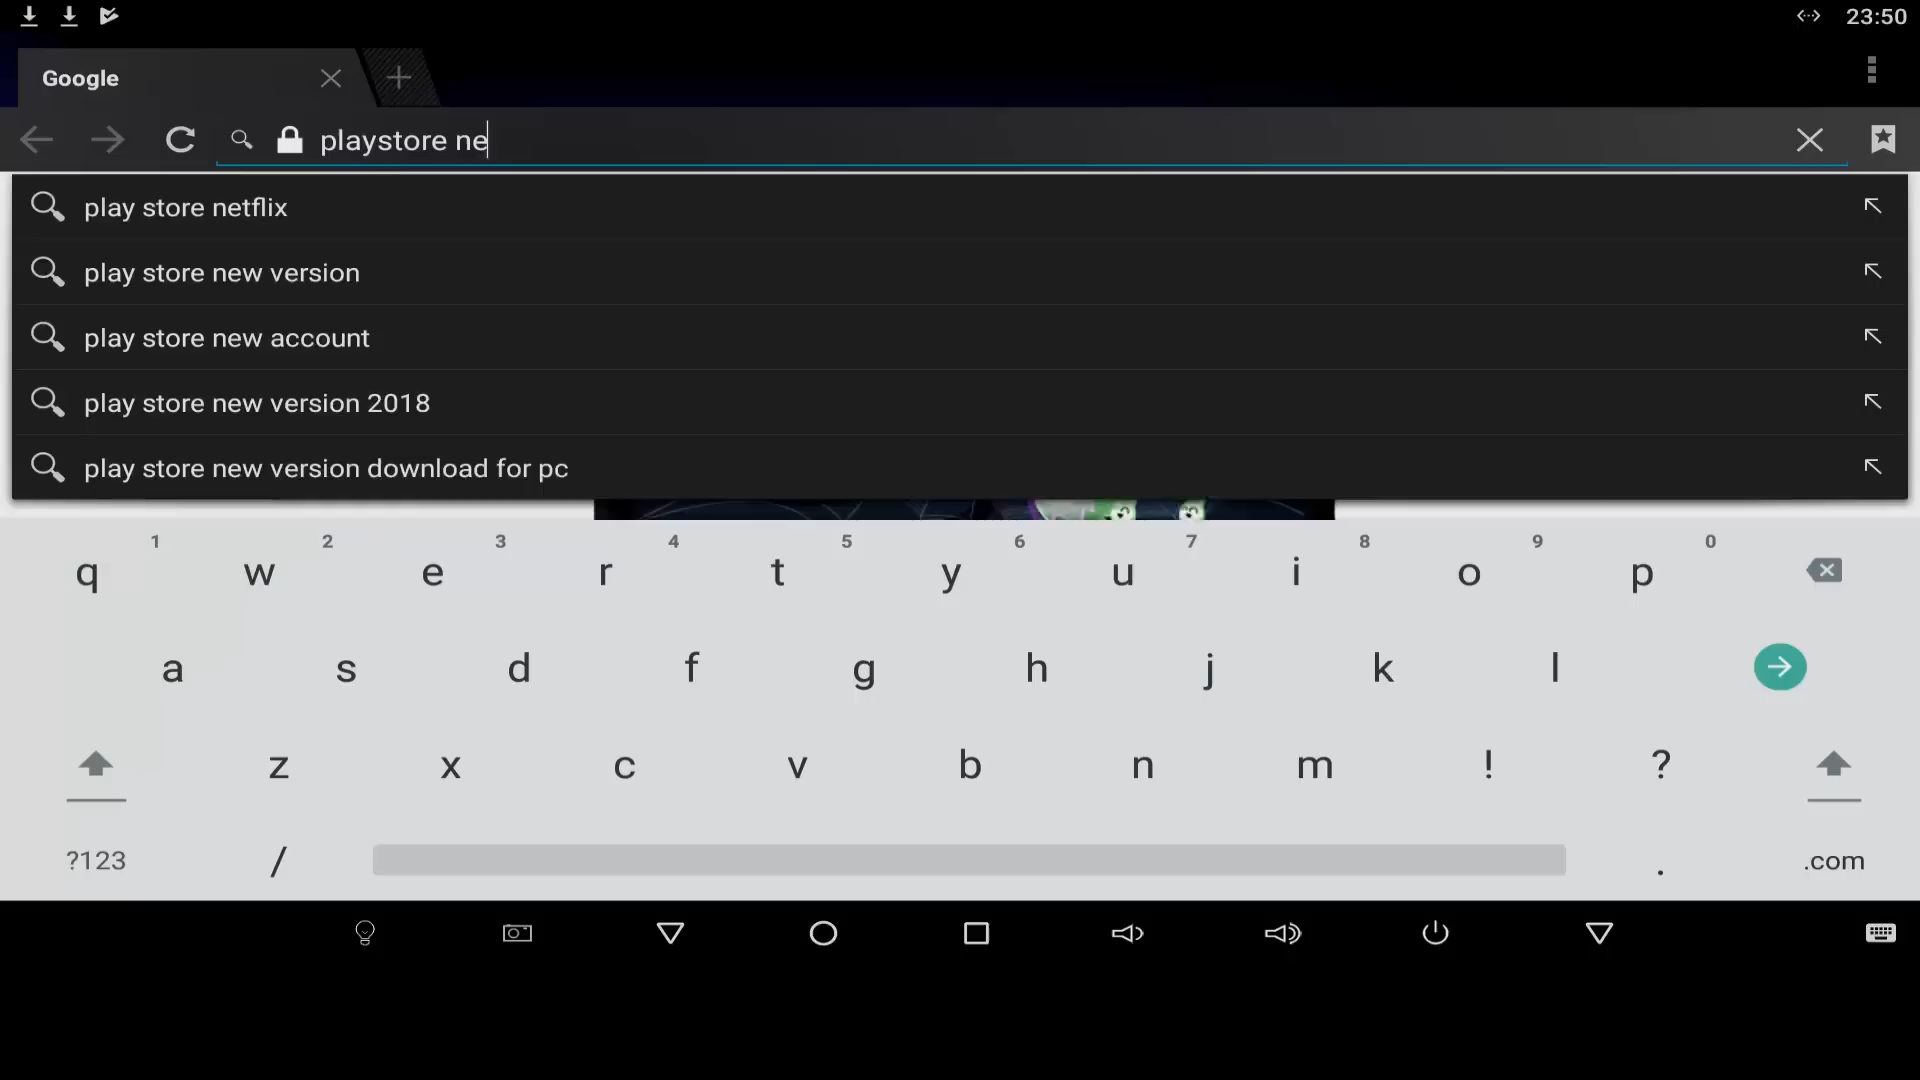 23:50
Google
playstore ne
play store netflix
play store new version
play store new account
play store new version 2018
play store new version download for pc
1 2 3 4 5 6 7 8 9 0
q w e r t y u i o p
a s d f g h j k l
z x c v b n m ! ?
?123 / . .com